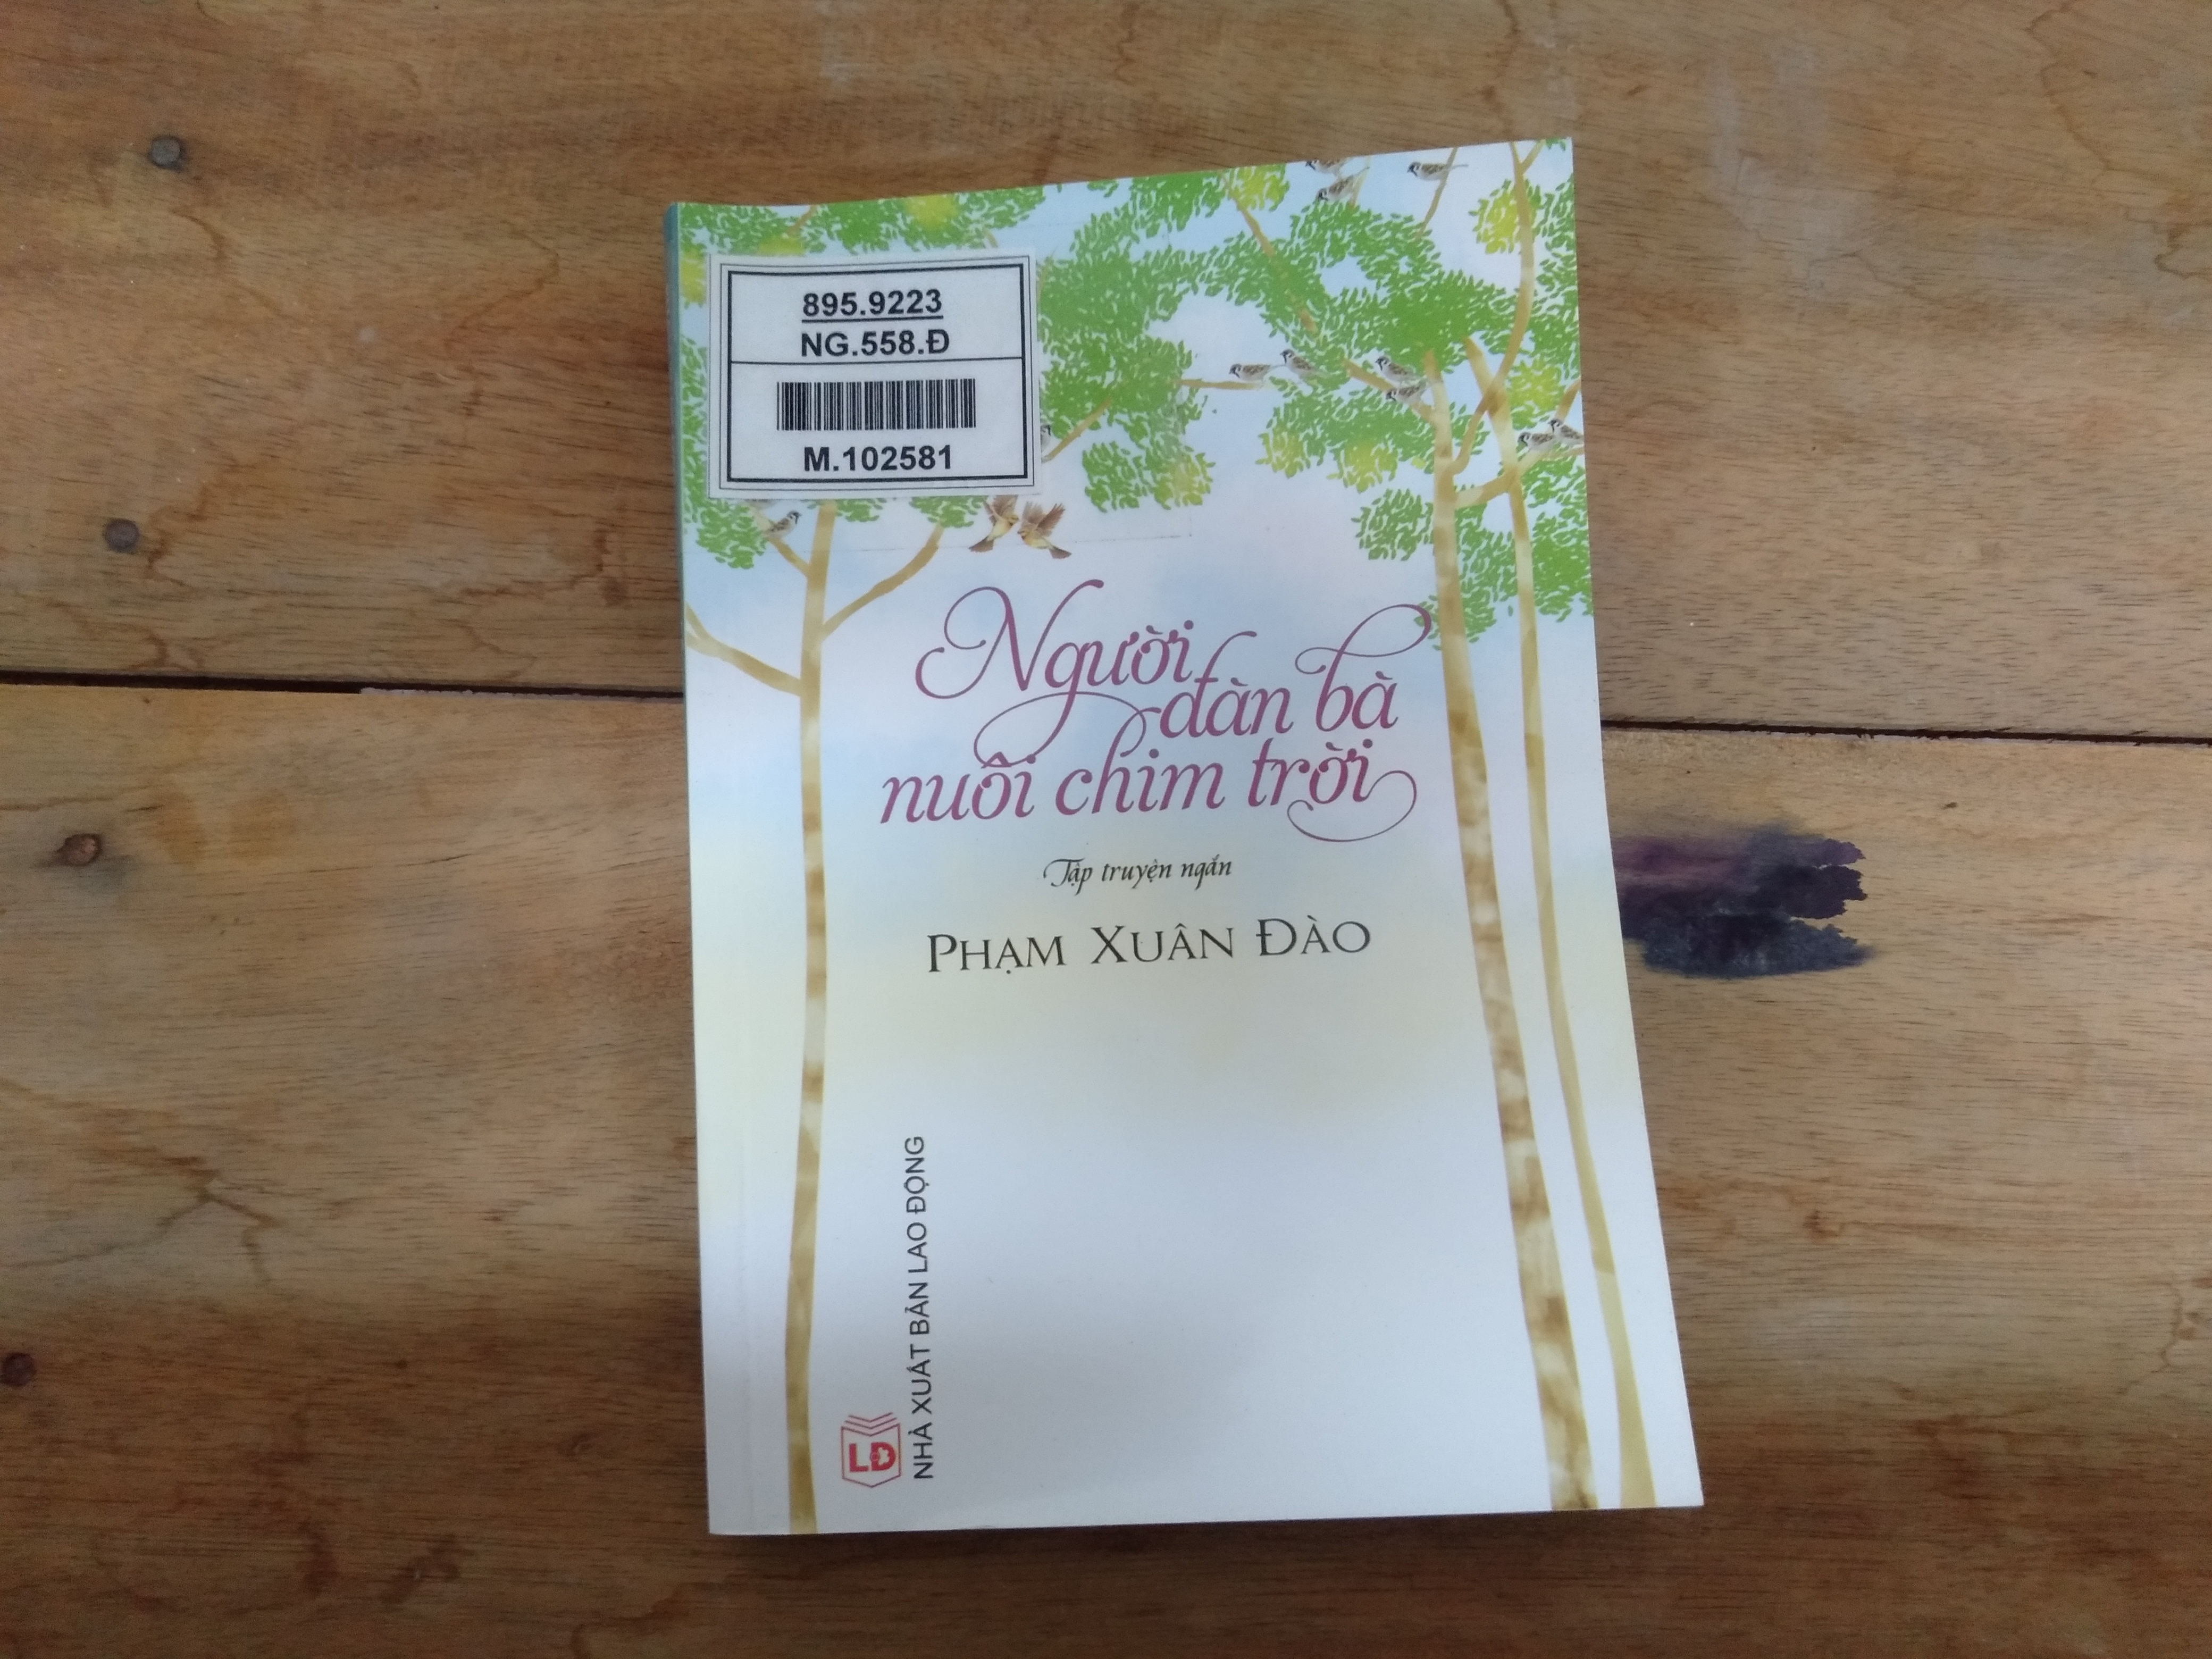 895.9223
NG.558.Đ
M.102581
Người
đàn bà
nuôi chim trời
Tập truyện ngắn
PHẠM XUÂN ĐÀO
NHÀ XUẤT BẢN LAO ĐỘNG
LĐ